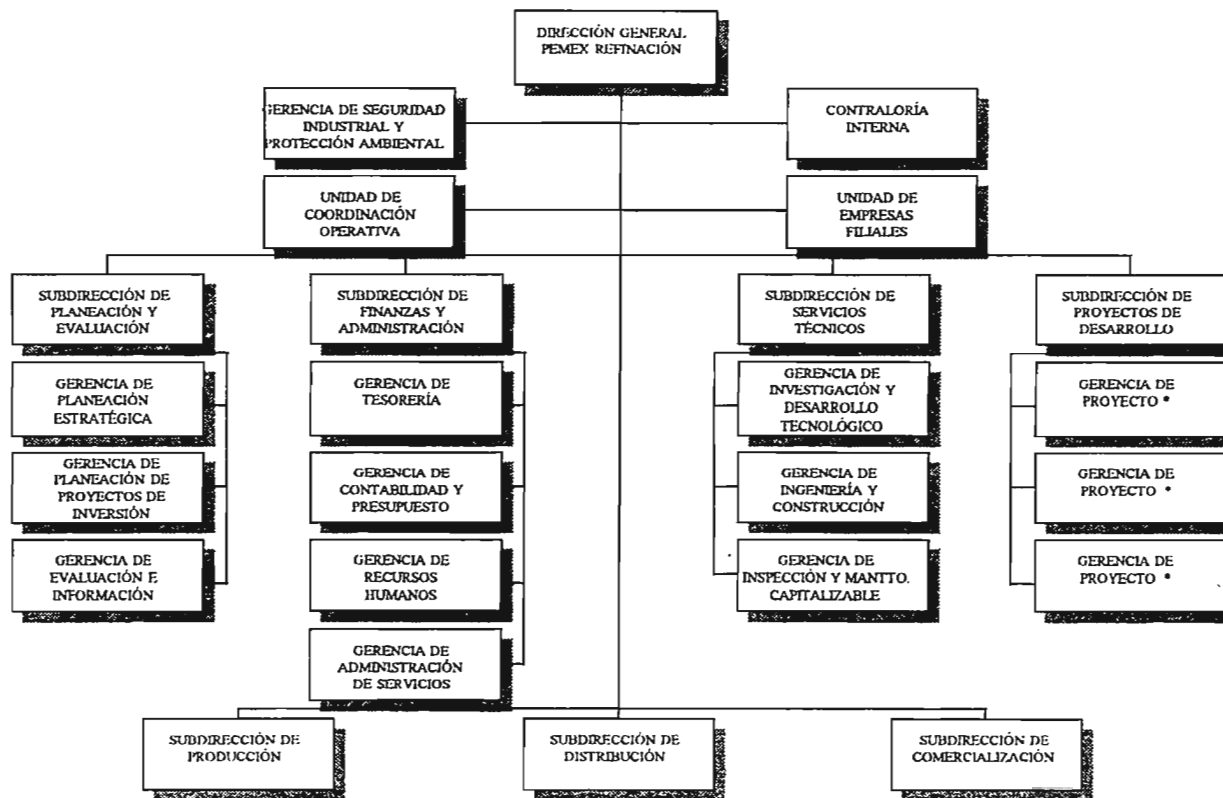 DIRECCIÓN GENERAL
PEMEX REFINACIÓN
GERENCIA DE SEGURIDAD
INDUSTRIAL Y
PROTECCIÓN AMBIENTAL
CONTRALORÍA
INTERNA
UNIDAD DE
COORDINACIÓN
OPERATIVA
UNIDAD DE
EMPRESAS
FILIALES
SUBDIRECCIÓN DE
PLANEACIÓN Y
EVALUACIÓN
SUBDIRECCIÓN DE
FINANZAS Y
ADMINISTRACIÓN
SUBDIRECCIÓN DE
SERVICIOS
TÉCNICOS
SUBDIRECCIÓN DE
PROYECTOS DE
DESARROLLO
GERENCIA DE
PLANEACIÓN
ESTRATÉGICA
GERENCIA DE
TESORERÍA
GERENCIA DE
INVESTIGACIÓN Y
DESARROLLO
TECNOLÓGICO
GERENCIA DE
PROYECTO *
GERENCIA DE
PLANEACIÓN DE
PROYECTOS DE
INVERSIÓN
GERENCIA DE
CONTABILIDAD Y
PRESUPUESTO
GERENCIA DE
INGENIERÍA Y
CONSTRUCCIÓN
GERENCIA DE
PROYECTO *
GERENCIA DE
EVALUACIÓN E
INFORMACIÓN
GERENCIA DE
RECURSOS
HUMANOS
GERENCIA DE
INSPECCIÓN Y MANTTO.
CAPITALIZABLE
GERENCIA DE
PROYECTO *
GERENCIA DE
ADMINISTRACIÓN
DE SERVICIOS
SUBDIRECCIÓN DE
PRODUCCIÓN
SUBDIRECCIÓN DE
DISTRIBUCIÓN
SUBDIRECCIÓN DE
COMERCIALIZACIÓN